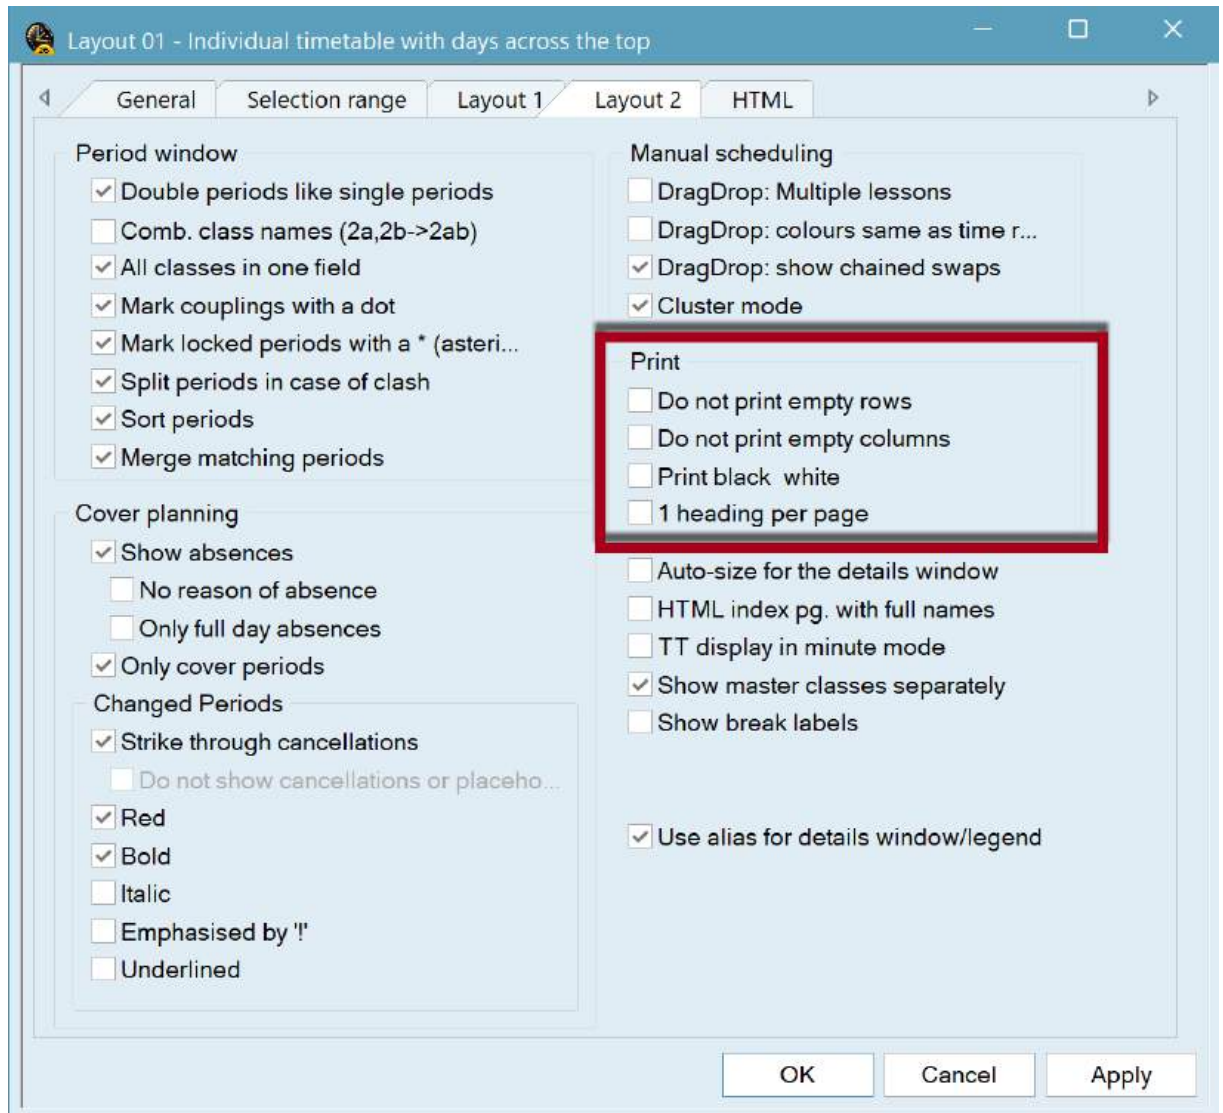 Layout 01 - Individual timetable with days across the top
General
Selection range
Layout 1
Layout 2
HTML
Period window
Double periods like single periods
Comb. class names (2a,2b->2ab)
All classes in one field
Mark couplings with a dot
Mark locked periods with a * (asteri...
Split periods in case of clash
Sort periods
Merge matching periods
Cover planning
Show absences
No reason of absence
Only full day absences
Only cover periods
Changed Periods
Strike through cancellations
Do not show cancellations or placeho...
Red
Bold
Italic
Emphasised by '!'
Underlined
Manual scheduling
DragDrop: Multiple lessons
DragDrop: colours same as time r...
DragDrop: show chained swaps
Cluster mode
Print
Do not print empty rows
Do not print empty columns
Print black  white
1 heading per page
Auto-size for the details window
HTML index pg. with full names
TT display in minute mode
Show master classes separately
Show break labels
Use alias for details window/legend
OK
Cancel
Apply